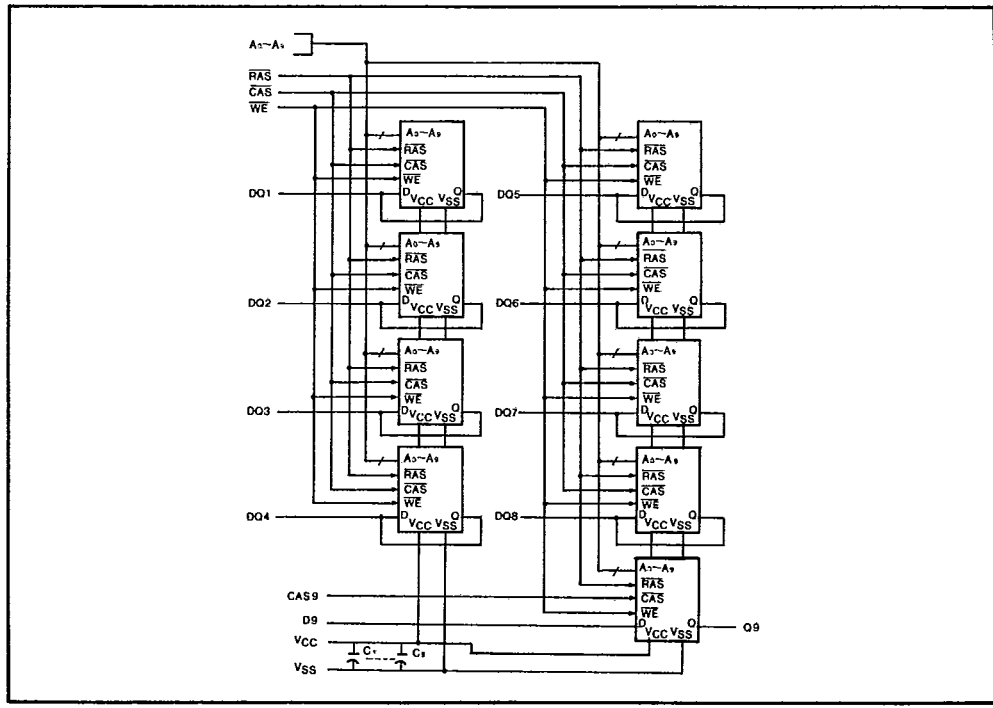 A0~A9
RAS
CAS
WE
A0~A9
RAS
CAS
WE
DQ1
D
VCC
VSS
Q
A0~A9
RAS
CAS
WE
DQ2
D
VCC
VSS
Q
A0~A9
RAS
CAS
WE
DQ3
D
VCC
VSS
Q
A0~A9
RAS
CAS
WE
DQ4
D
VCC
VSS
Q
A0~A9
RAS
CAS
WE
DQ5
D
VCC
VSS
Q
A0~A9
RAS
CAS
WE
DQ6
D
VCC
VSS
Q
A0~A9
RAS
CAS
WE
DQ7
D
VCC
VSS
Q
A0~A9
RAS
CAS
WE
DQ8
D
VCC
VSS
Q
A0~A9
RAS
CAS
WE
D
VCC
VSS
Q
Q9
CAS9
D9
VCC
C1
VSS